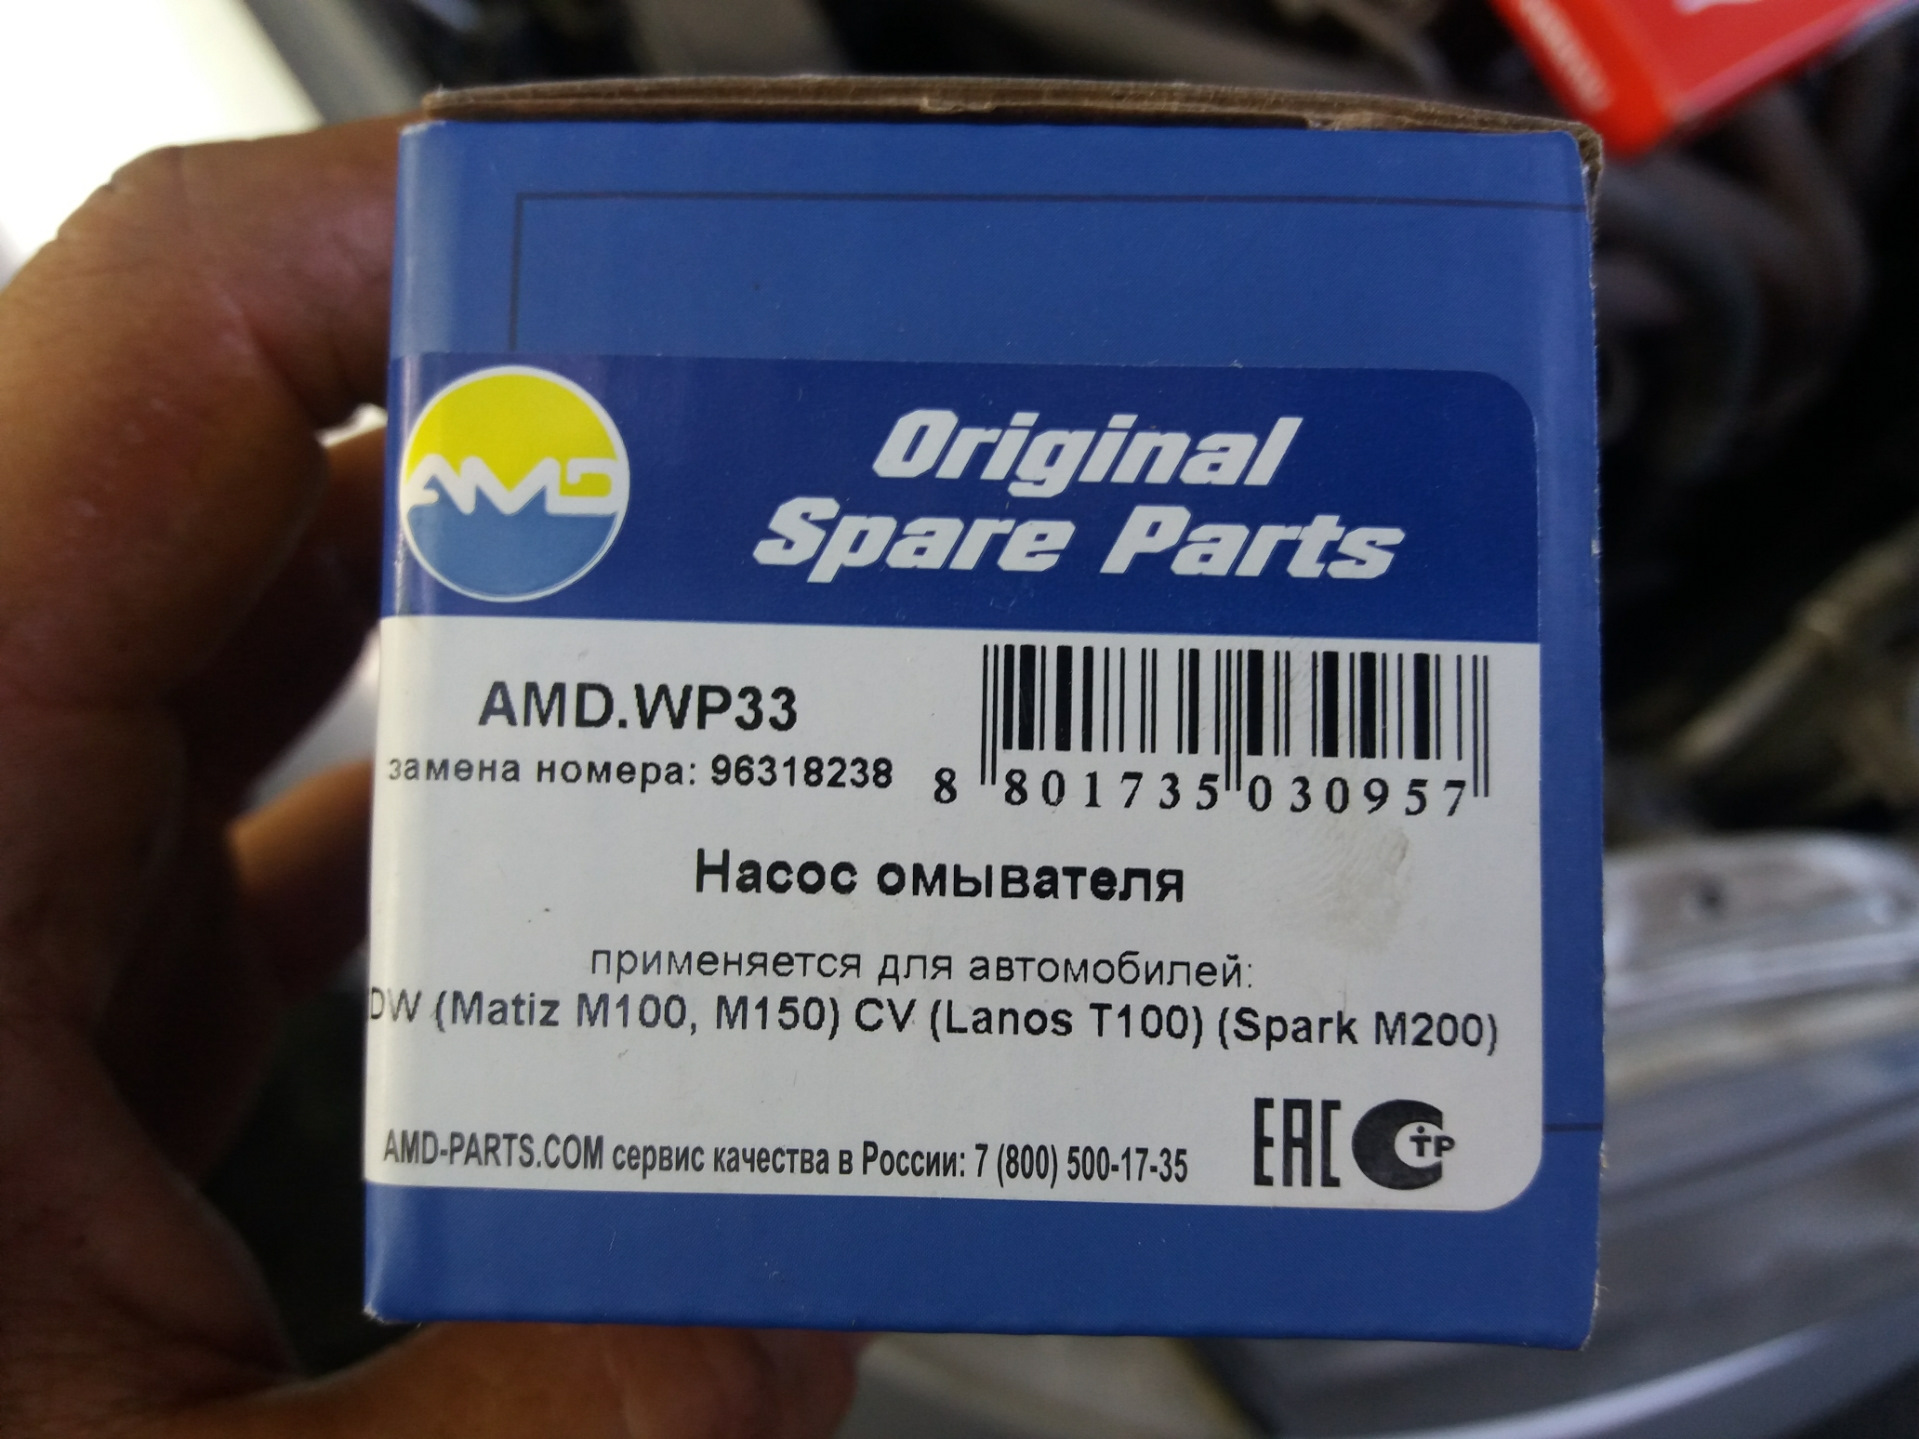 AMD
Original
Spare Parts
AMD.WP33
замена номера: 96318238
8 801735 030957
Насос омывателя
применяется для автомобилей:
DW (Matiz M100, M150) CV (Lanos T100) (Spark M200)
AMD-PARTS.COM сервис качества в России: 7 (800) 500-17-35
EAC
СТР